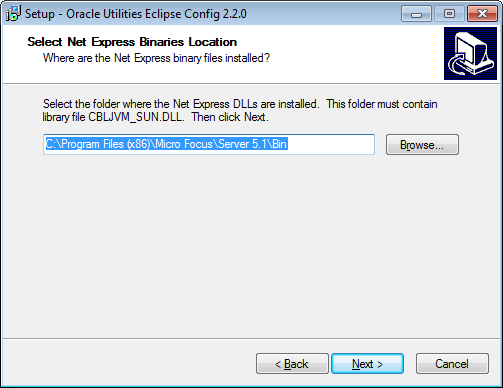 Setup - Oracle Utilities Eclipse Config 2.2.0
Select Net Express Binaries Location
Where are the Net Express binary files installed?
Select the folder where the Net Express DLLs are installed. This folder must contain
library file CBLJVM_SUN.DLL. Then click Next.
C:\Program Files (x86)\Micro Focus\Server 5.1\Bin
Browse...
< Back
Next >
Cancel